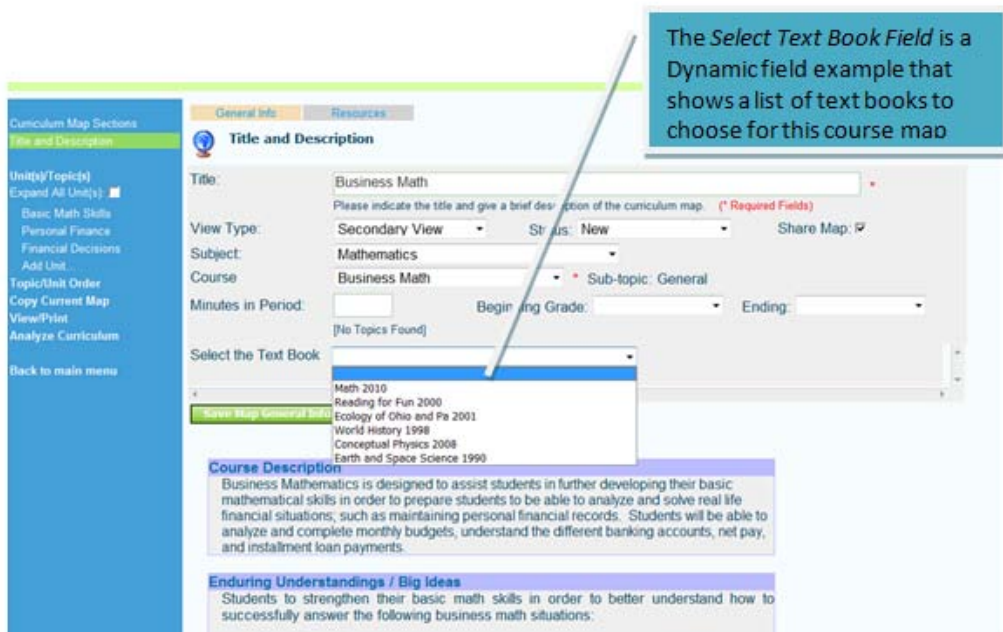 The Select Text Book Field is a
Dynamic field example that
shows a list of text books to
choose for this course map
Curriculum Map Sections
Title and Description
Unit(s)/Topic(s)
Expand All Unit(s):
Basic Math Skills
Personal Finance
Financial Decisions
Add Unit...
Topic/Unit Order
Copy Current Map
View/Print
Analyze Curriculum
Back to main menu
General Info Resources
Title and Description
Title: Business Math *
Please indicate the title and give a brief description of the curriculum map. (* Required Fields)
View Type: Secondary View Status: New Share Map:
Subject: Mathematics
Course Business Math * Sub-topic: General
Minutes in Period: Beginning Grade: Ending:
[No Topics Found]
Select the Text Book
Math 2010
Reading for Fun 2000
Ecology of Ohio and Pa 2001
World History 1998
Conceptual Physics 2008
Earth and Space Science 1990
Save Map General Info
Course Description
Business Mathematics is designed to assist students in further developing their basic
mathematical skills in order to prepare students to be able to analyze and solve real life
financial situations, such as maintaining personal financial records. Students will be able to
analyze and complete monthly budgets, understand the different banking accounts, net pay,
and installment loan payments.
Enduring Understandings / Big Ideas
Students to strengthen their basic math skills in order to better understand how to
successfully answer the following business math situations: